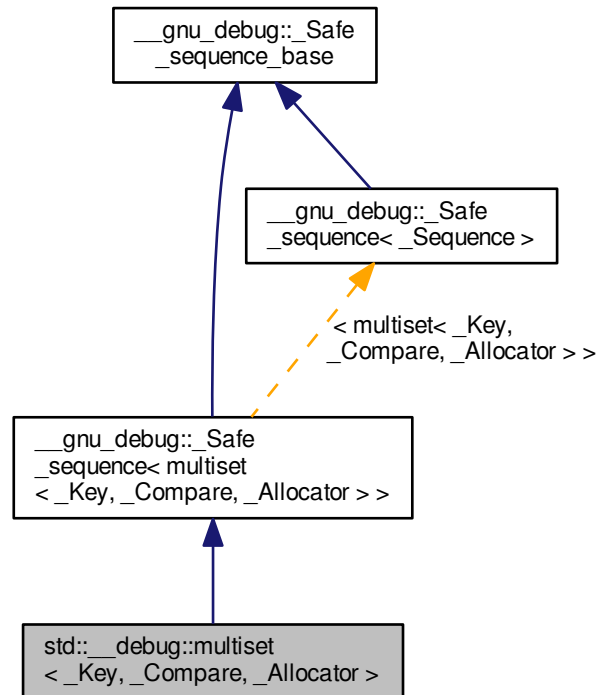 __gnu_debug::_Safe
_sequence_base
__gnu_debug::_Safe
_sequence< _Sequence >
< multiset< _Key,
_Compare, _Allocator > >
__gnu_debug::_Safe
_sequence< multiset
< _Key, _Compare, _Allocator > >
std::__debug::multiset
< _Key, _Compare, _Allocator >